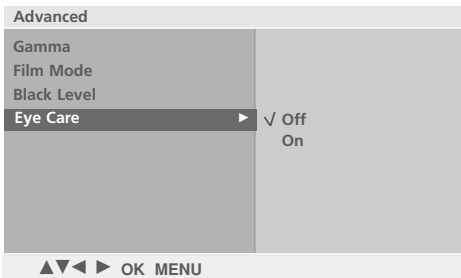 Advanced
Gamma
Film Mode
Black Level
Eye Care ► √ Off
On
▲▼◄ ► OK MENU